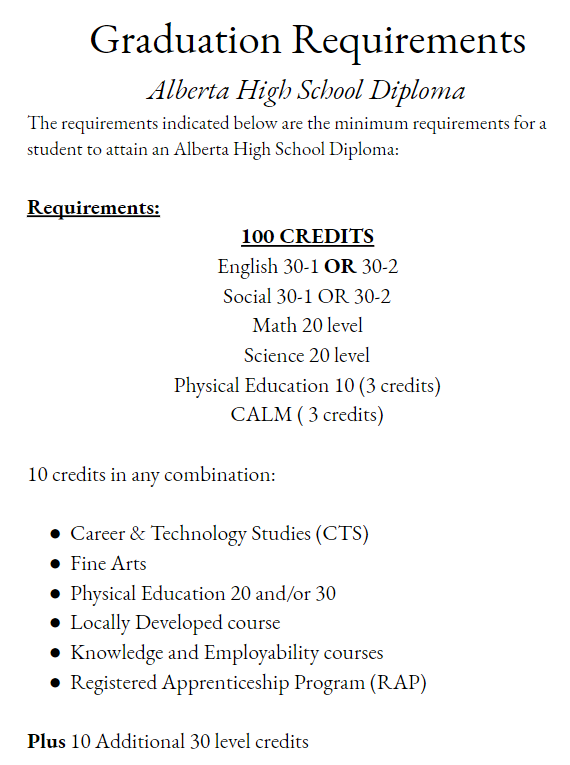 Graduation Requirements
Alberta High School Diploma
The requirements indicated below are the minimum requirements for a
student to attain an Alberta High School Diploma:
Requirements:
100 CREDITS
English 30-1 OR 30-2
Social 30-1 OR 30-2
Math 20 level
Science 20 level
Physical Education 10 (3 credits)
CALM ( 3 credits)
10 credits in any combination:
● Career & Technology Studies (CTS)
● Fine Arts
● Physical Education 20 and/or 30
● Locally Developed course
● Knowledge and Employability courses
● Registered Apprenticeship Program (RAP)
Plus 10 Additional 30 level credits